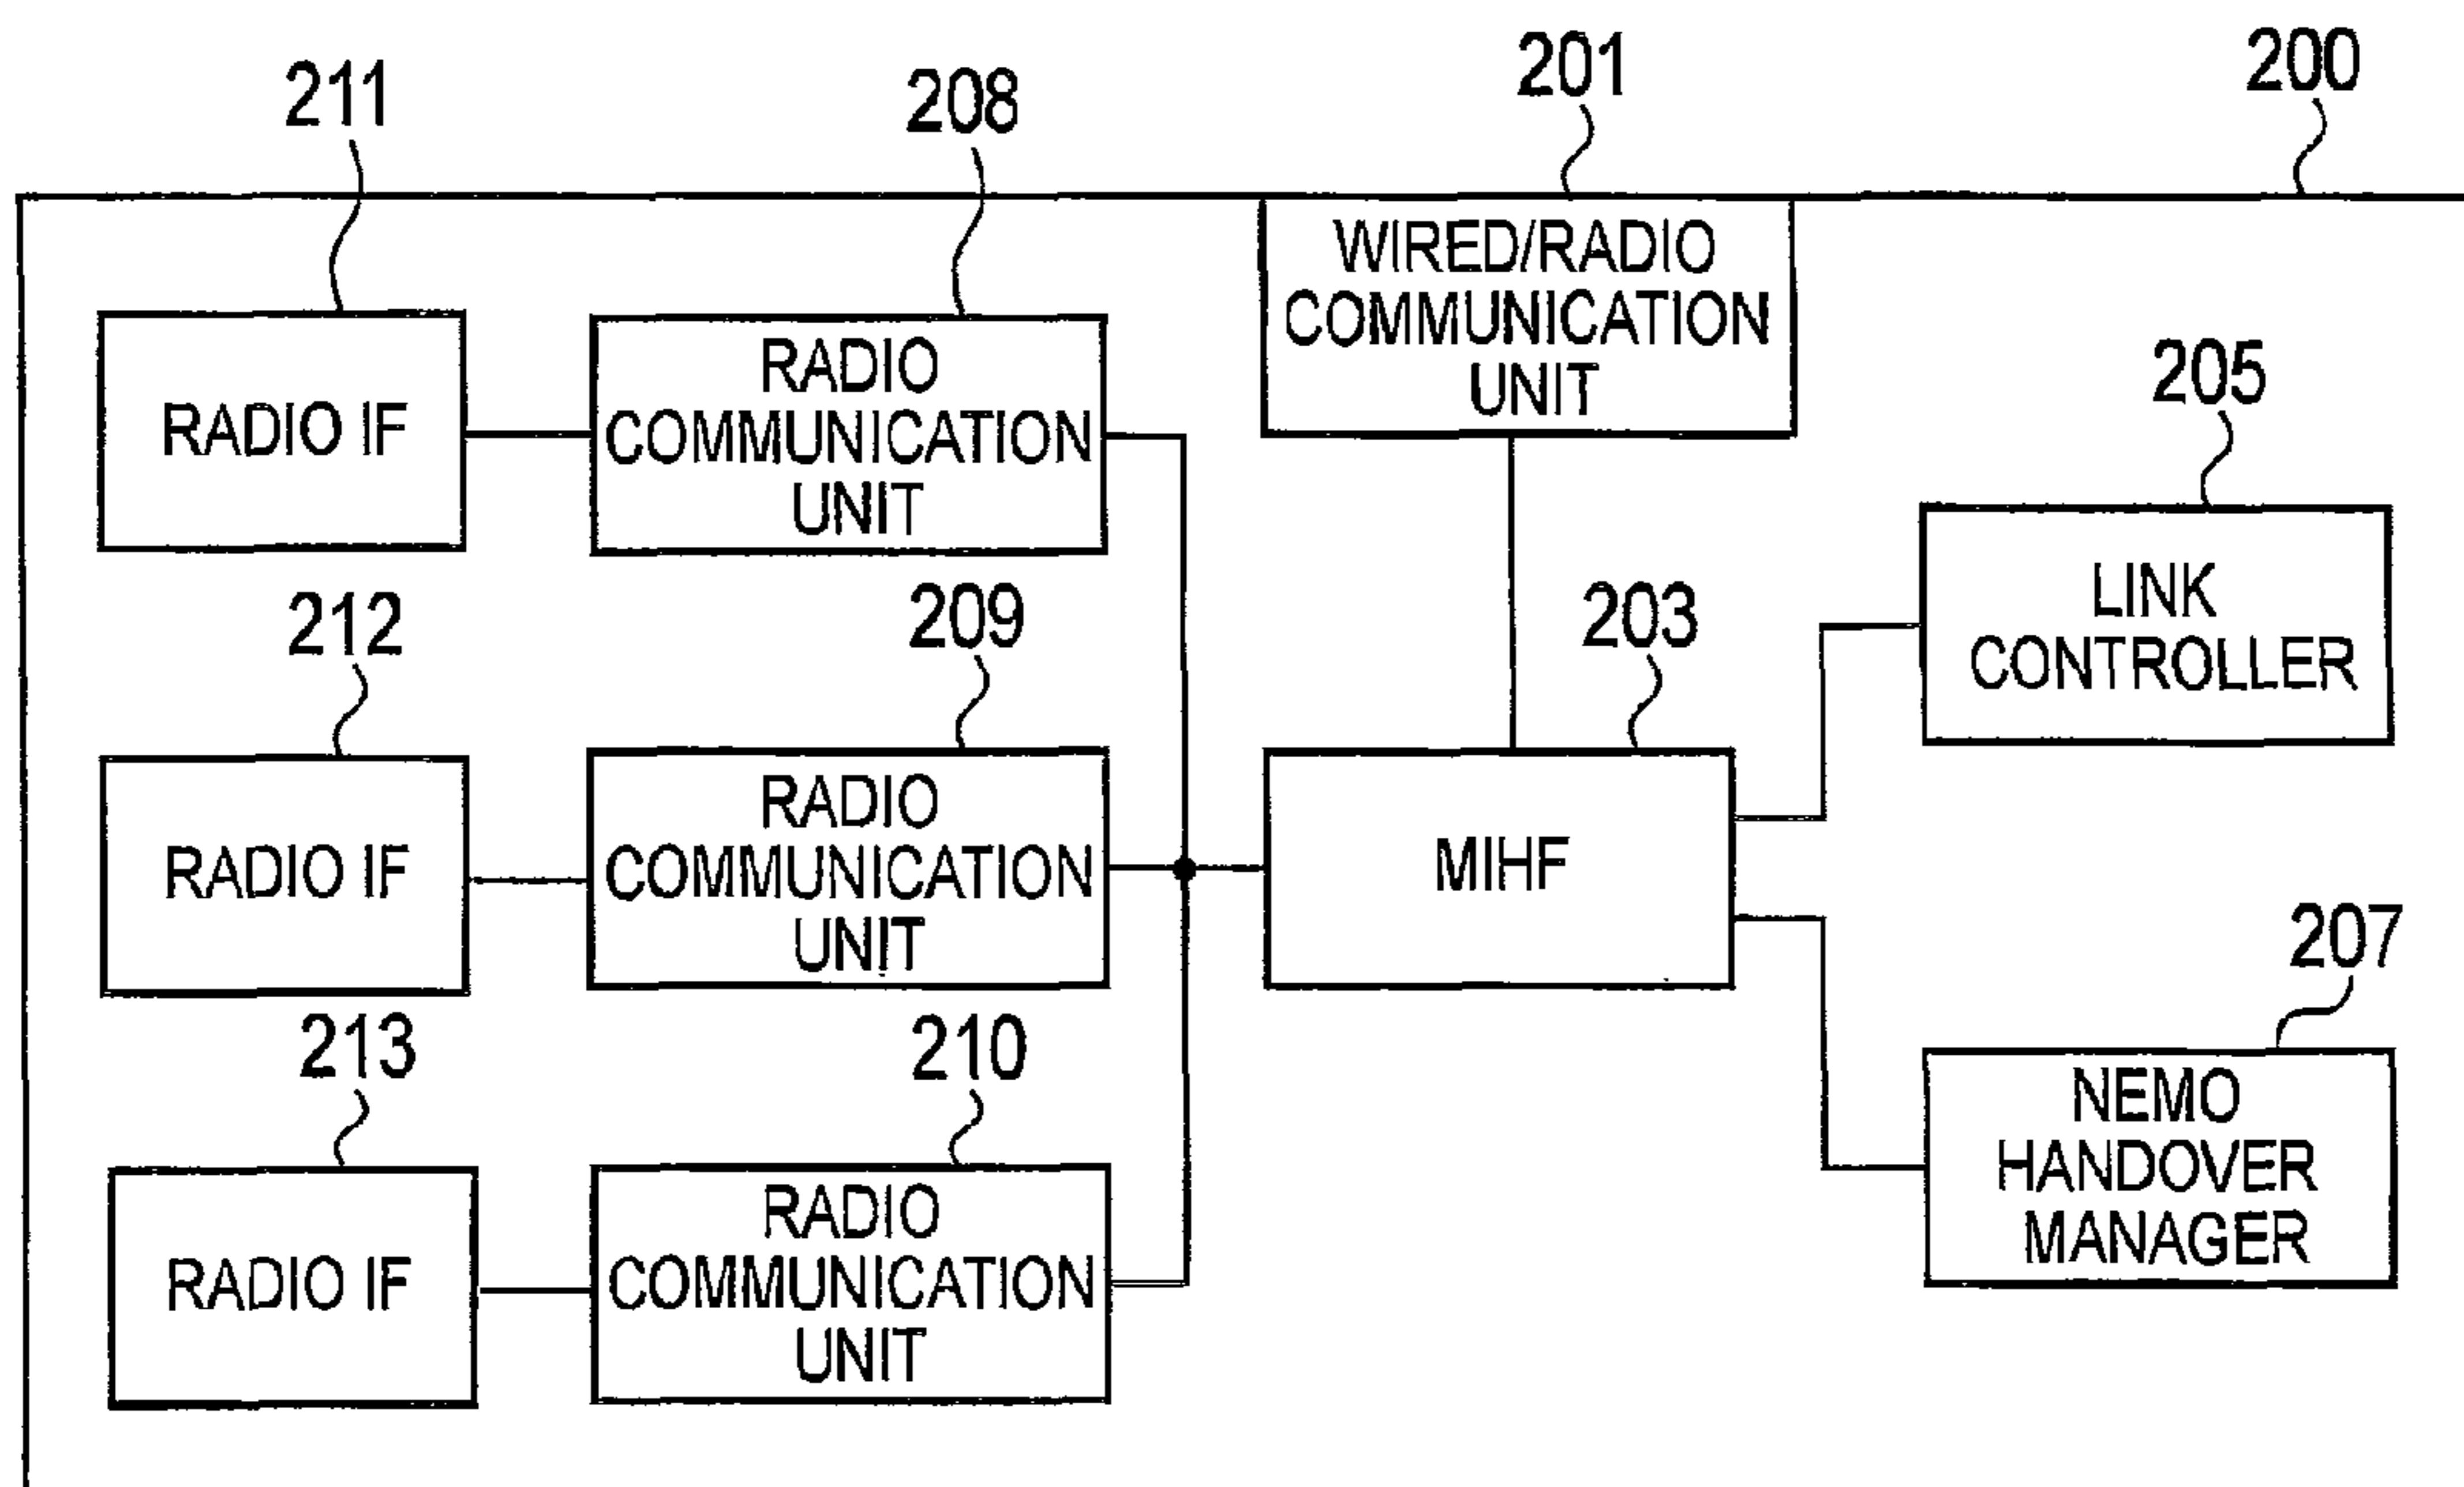 211
208
201
200
WIRED/RADIO
COMMUNICATION
UNIT
RADIO IF
RADIO
COMMUNICATION
UNIT
205
LINK
CONTROLLER
212
209
203
RADIO IF
RADIO
COMMUNICATION
UNIT
MIHF
207
NEMO
HANDOVER
MANAGER
213
210
RADIO IF
RADIO
COMMUNICATION
UNIT